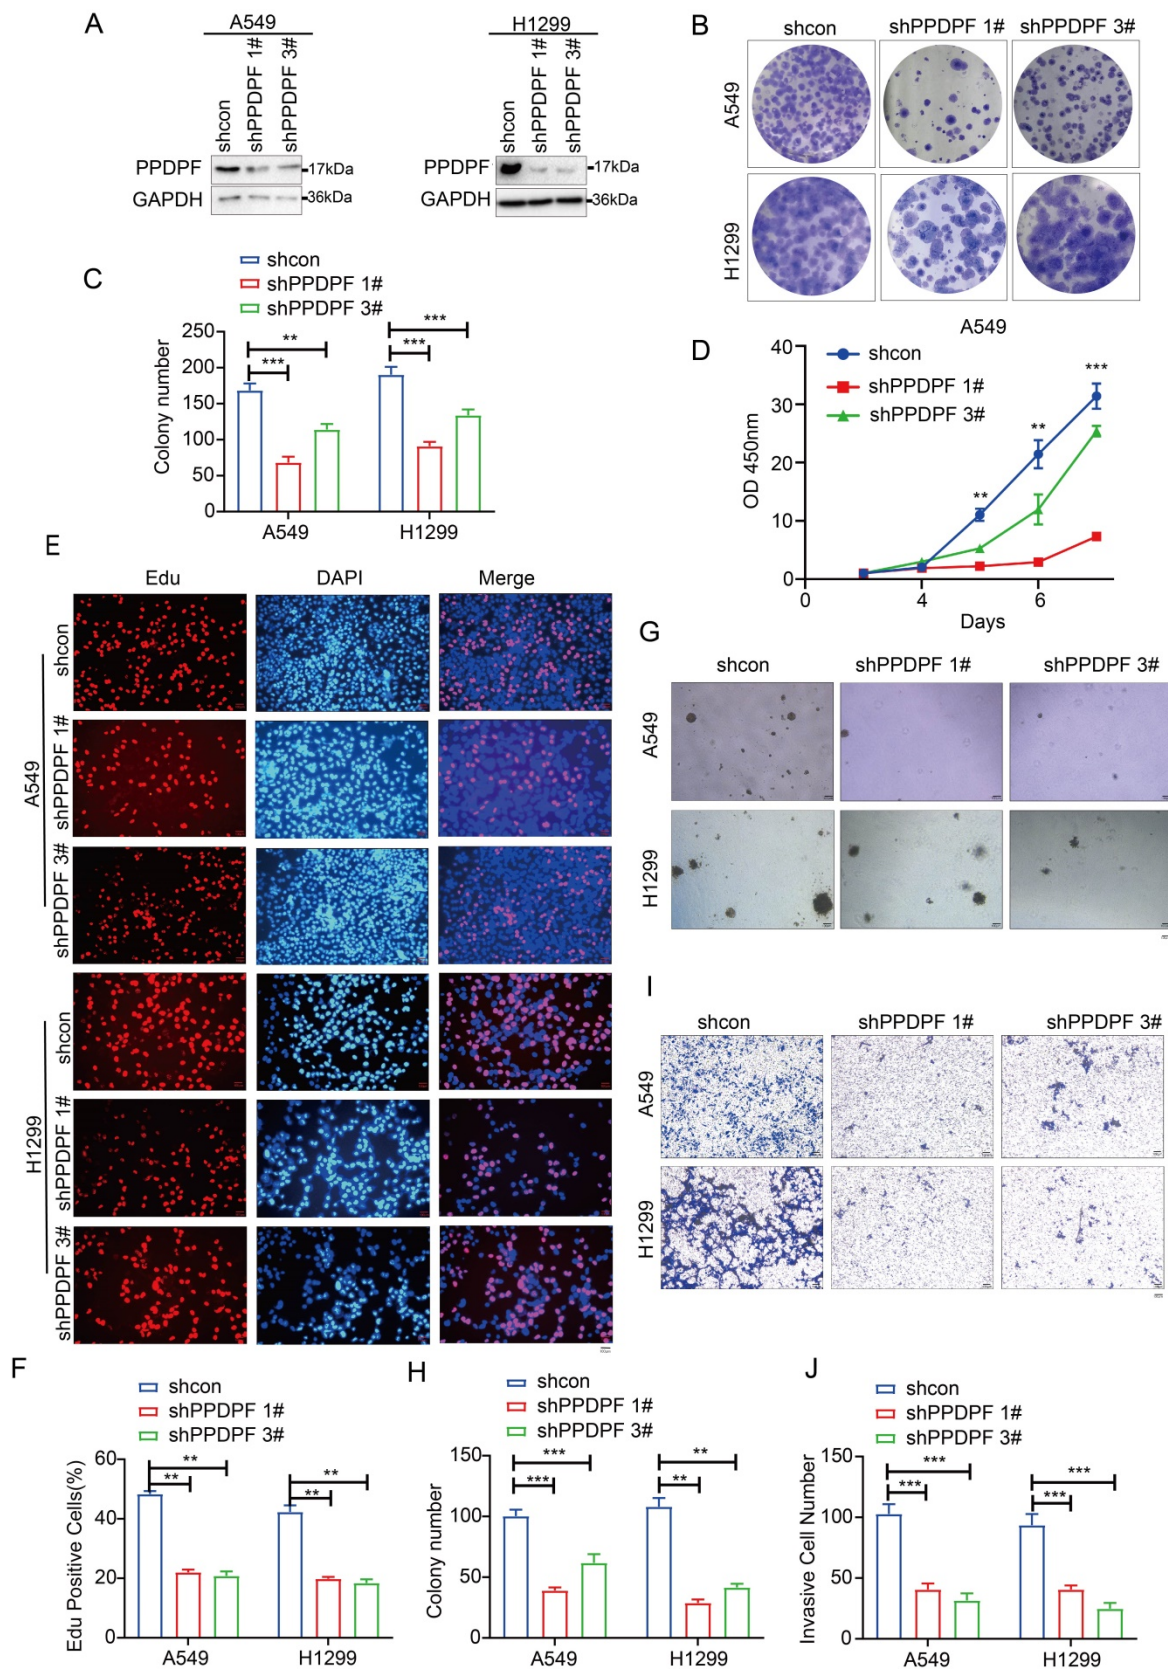 A
A549
H1299
shcon
shPPDPF 1#
shPPDPF 3#
shcon
shPPDPF 1#
shPPDPF 3#
PPDPF
17kDa
GAPDH
36kDa
PPDPF
17kDa
GAPDH
36kDa
B
shcon
shPPDPF 1#
shPPDPF 3#
A549
H1299
C
shcon
shPPDPF 1#
shPPDPF 3#
Colony number
250
200
150
100
50
0
***
**
***
***
A549
H1299
D
A549
shcon
shPPDPF 1#
shPPDPF 3#
OD 450nm
40
30
20
10
0
**
**
***
0
4
6
Days
E
Edu
DAPI
Merge
A549
shcon
shPPDPF 1#
shPPDPF 3#
H1299
shcon
shPPDPF 1#
shPPDPF 3#
G
shcon
shPPDPF 1#
shPPDPF 3#
A549
H1299
I
shcon
shPPDPF 1#
shPPDPF 3#
A549
H1299
F
shcon
shPPDPF 1#
shPPDPF 3#
Edu Positive Cells(%)
60
40
20
0
**
**
**
**
A549
H1299
H
shcon
shPPDPF 1#
shPPDPF 3#
Colony number
150
100
50
0
***
***
**
**
A549
H1299
J
shcon
shPPDPF 1#
shPPDPF 3#
Invasive Cell Number
150
100
50
0
***
***
***
***
A549
H1299